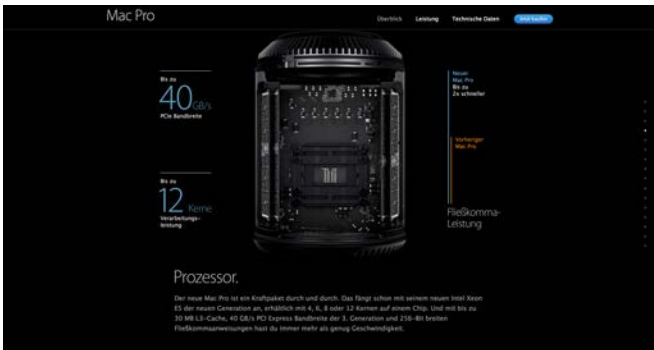 Mac Pro
Überblick Leistung Technische Daten Jetzt kaufen
Bis zu
40 GB/s
PCIe Bandbreite
Bis zu
12 Kerne
Verarbeitungs-
leistung
Neuer
Mac Pro
Bis zu
2x schneller
Vorheriger
Mac Pro
Fließkomma-
Leistung
Prozessor.
Der neue Mac Pro ist ein Kraftpaket durch und durch. Das fängt schon mit seinem neuen Intel Xeon
E5 der neuen Generation an, erhältlich mit 4, 6, 8 oder 12 Kernen auf einem Chip. Und mit bis zu
30 MB L3-Cache, 40 GB/s PCI Express Bandbreite der 3. Generation und 256-Bit breiten
Fließkommaanweisungen hast du immer mehr als genug Geschwindigkeit.